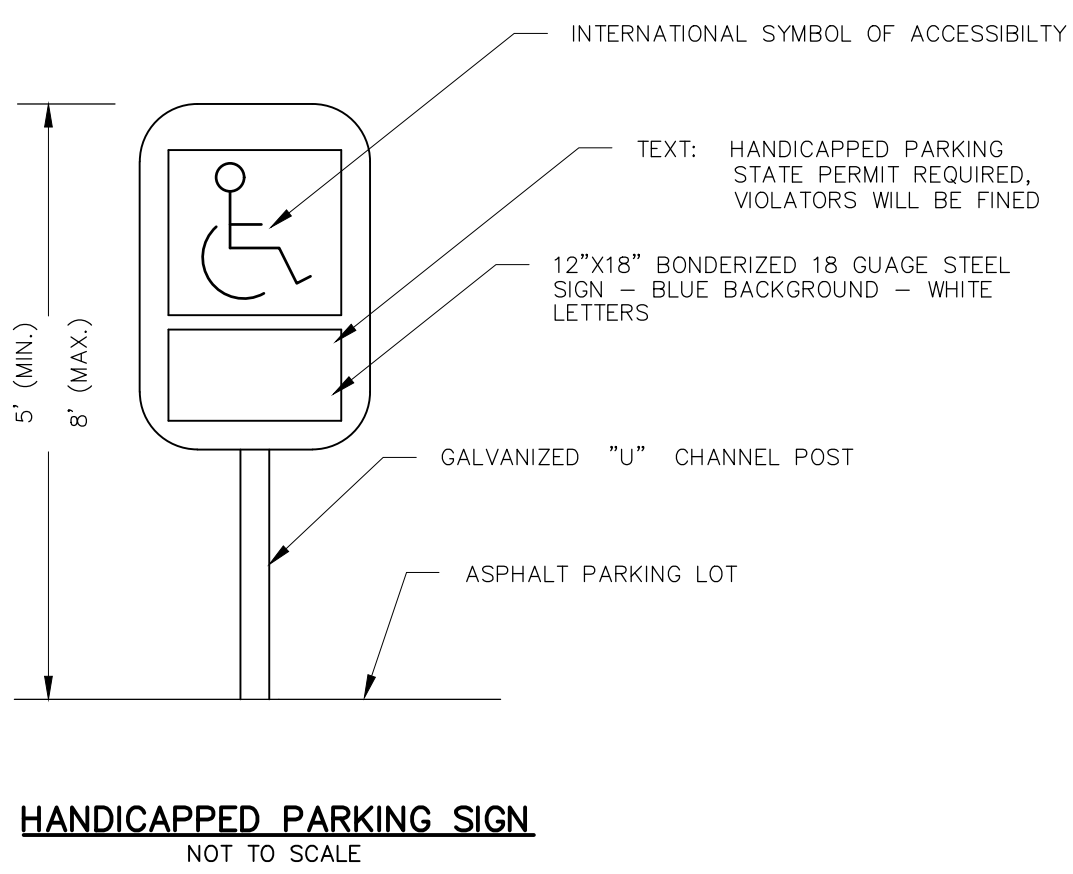 INTERNATIONAL SYMBOL OF ACCESSIBILTY
TEXT: HANDICAPPED PARKING
STATE PERMIT REQUIRED,
VIOLATORS WILL BE FINED
12”X18” BONDERIZED 18 GUAGE STEEL
SIGN – BLUE BACKGROUND – WHITE
LETTERS
5' (MIN.)
8' (MAX.)
GALVANIZED ”U” CHANNEL POST
ASPHALT PARKING LOT
HANDICAPPED PARKING SIGN
NOT TO SCALE